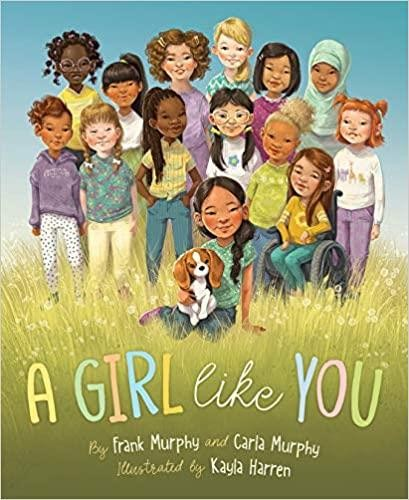 A GIRL like YOU
By Frank Murphy and Carla Murphy
Illustrated by Kayla Harren